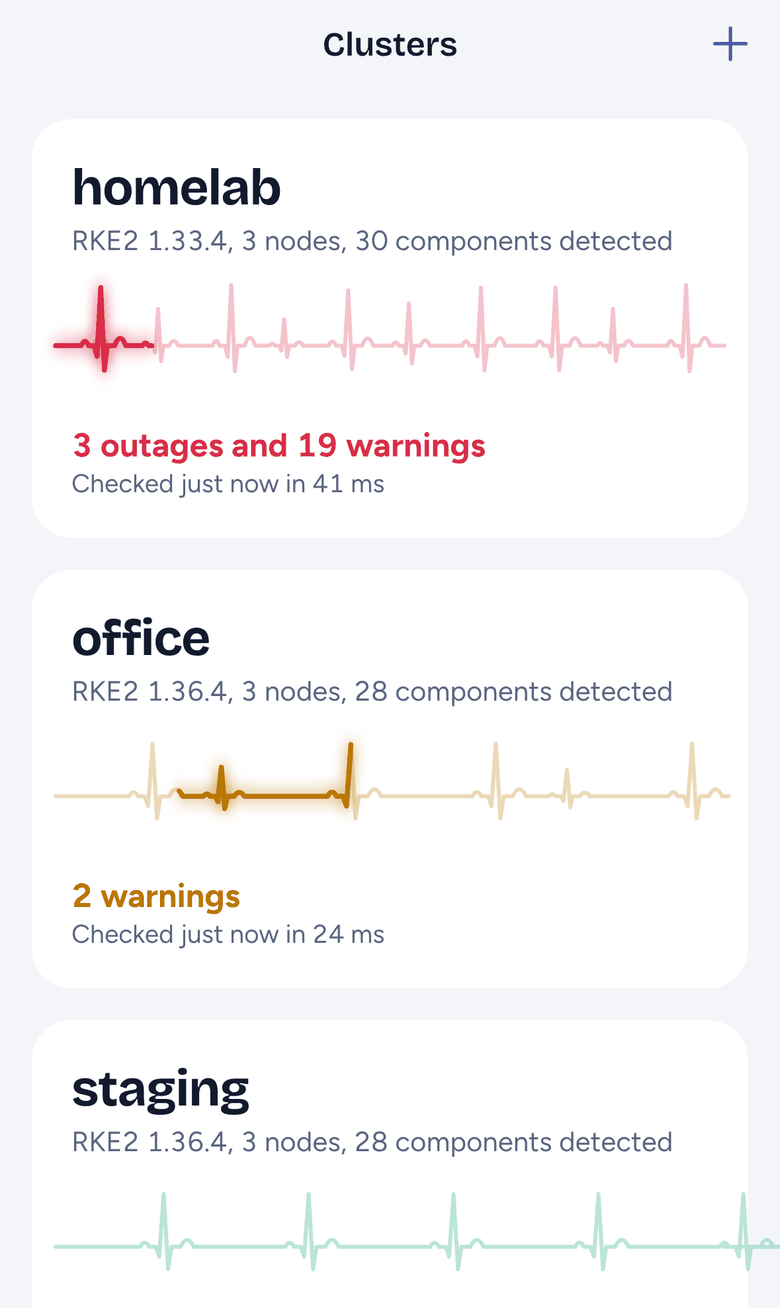 Clusters
homelab
RKE2 1.33.4, 3 nodes, 30 components detected
3 outages and 19 warnings
Checked just now in 41 ms
office
RKE2 1.36.4, 3 nodes, 28 components detected
2 warnings
Checked just now in 24 ms
staging
RKE2 1.36.4, 3 nodes, 28 components detected